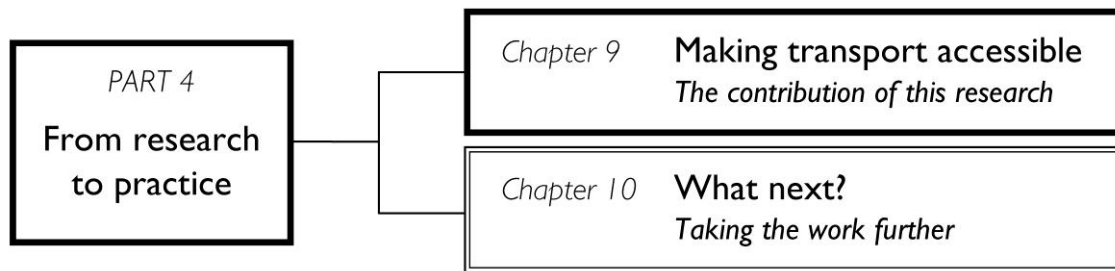 PART 4
From research
to practice
Chapter 9 Making transport accessible
The contribution of this research
Chapter 10 What next?
Taking the work further